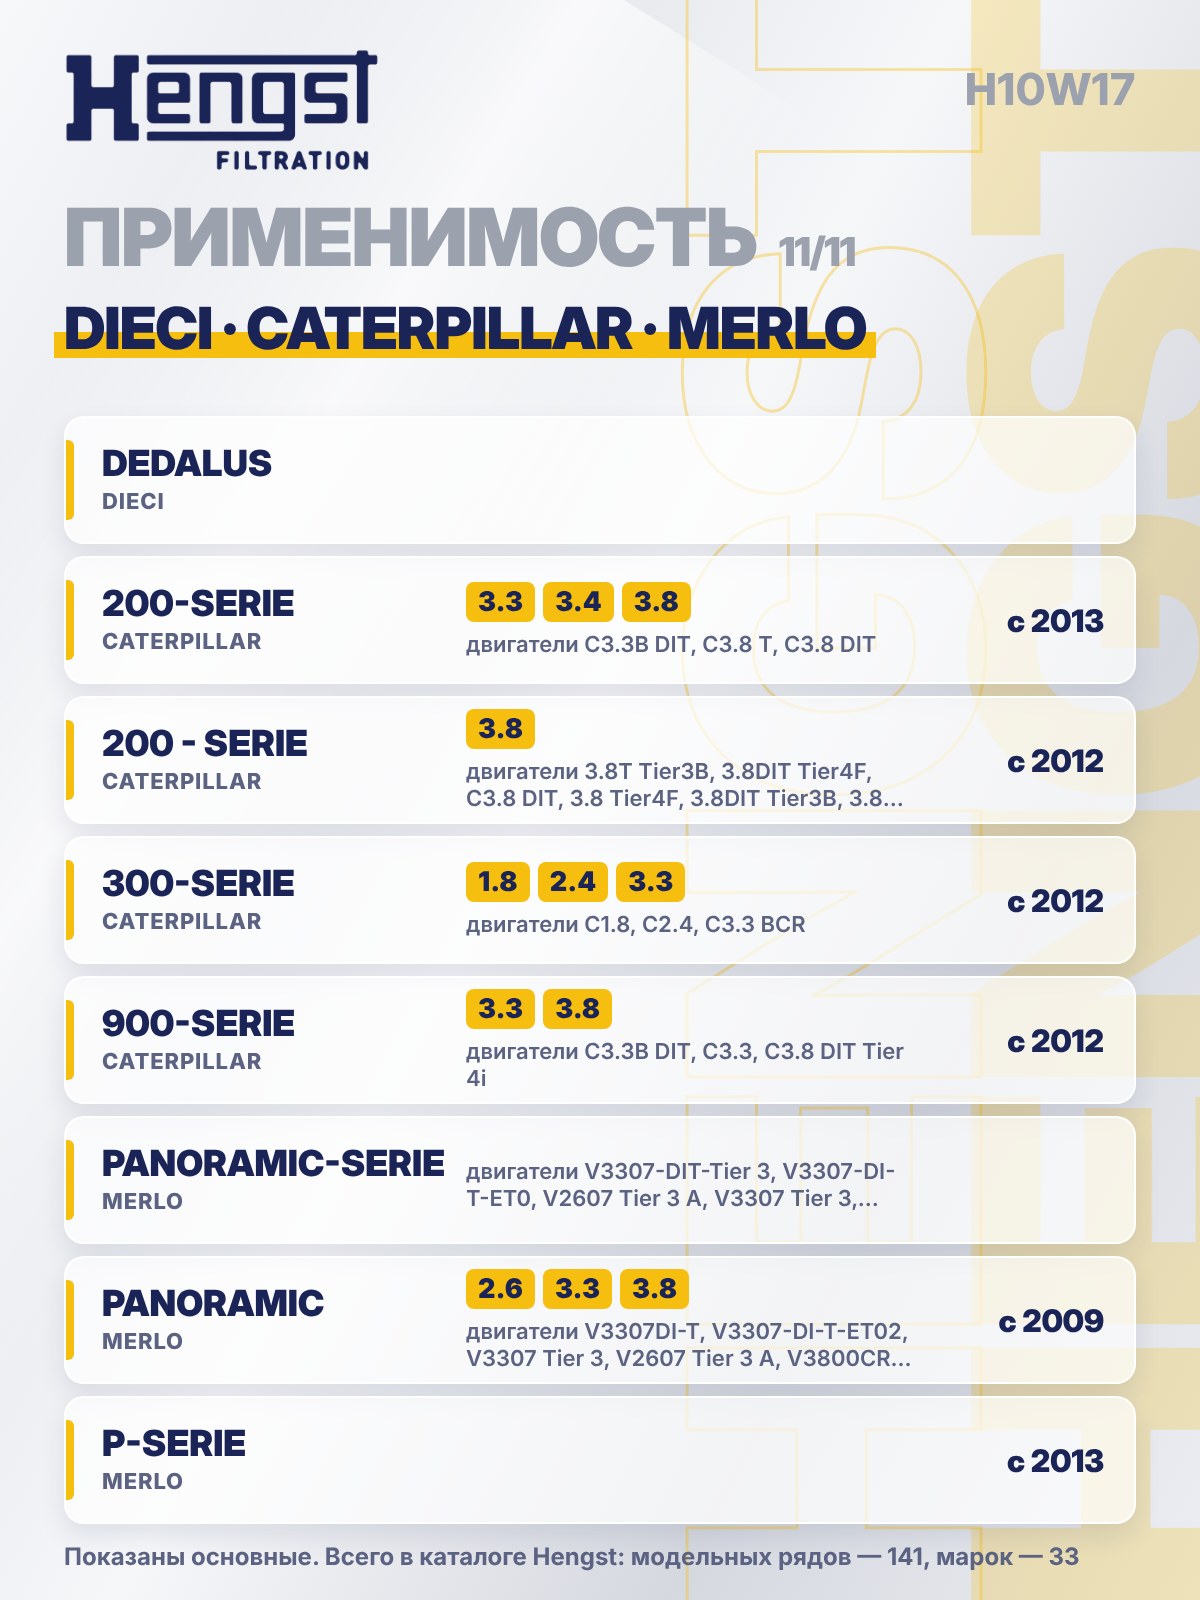 Hengst
FILTRATION
H10W17
ПРИМЕНИМОСТЬ 11/11
DIECI · CATERPILLAR · MERLO
DEDALUS
DIECI
200-SERIE
CATERPILLAR
3.3 3.4 3.8
двигатели C3.3B DIT, C3.8 T, C3.8 DIT
с 2013
200 - SERIE
CATERPILLAR
3.8
двигатели 3.8T Tier3B, 3.8DIT Tier4F,
C3.8 DIT, 3.8 Tier4F, 3.8DIT Tier3B, 3.8...
с 2012
300-SERIE
CATERPILLAR
1.8 2.4 3.3
двигатели C1.8, C2.4, C3.3 BCR
с 2012
900-SERIE
CATERPILLAR
3.3 3.8
двигатели C3.3B DIT, C3.3, C3.8 DIT Tier
4i
с 2012
PANORAMIC-SERIE
MERLO
двигатели V3307-DIT-Tier 3, V3307-DI-
T-ET0, V2607 Tier 3 A, V3307 Tier 3,...
PANORAMIC
MERLO
2.6 3.3 3.8
двигатели V3307DI-T, V3307-DI-T-ET02,
V3307 Tier 3, V2607 Tier 3 A, V3800CR...
с 2009
P-SERIE
MERLO
с 2013
Показаны основные. Всего в каталоге Hengst: модельных рядов — 141, марок — 33
HENGST
HENGST